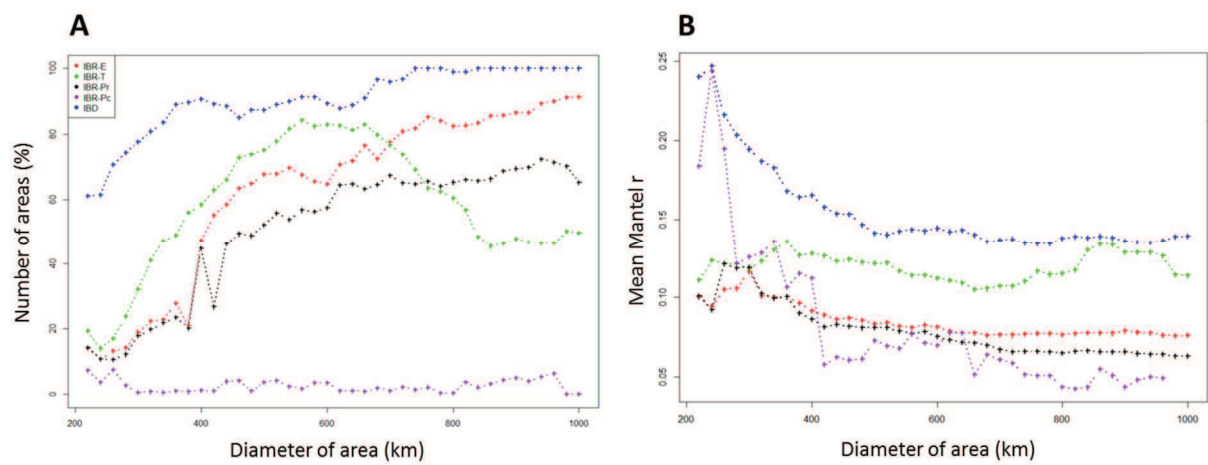 A
B
IBR-E
IBR-T
IBR-Pr
IBR-Pc
IBD
Number of areas (%)
100
80
60
40
20
0
200
400
600
800
1000
Diameter of area (km)
Mean Mantel r
0.25
0.20
0.15
0.10
0.05
200
400
600
800
1000
Diameter of area (km)